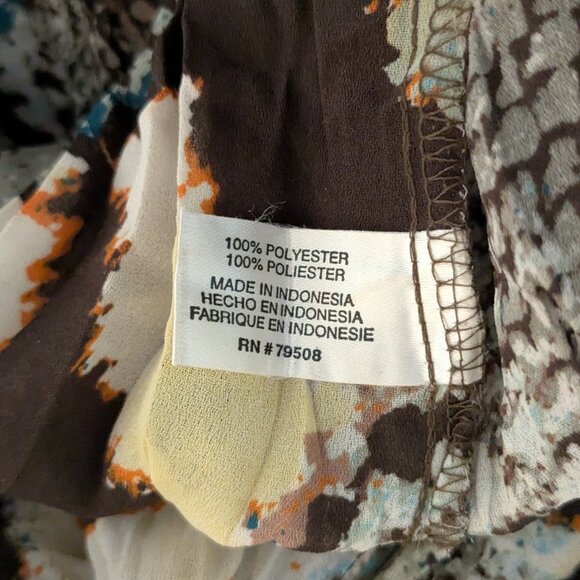 100% POLYESTER
100% POLIESTER
MADE IN INDONESIA
HECHO EN INDONESIA
FABRIQUE EN INDONESIE
RN # 79508